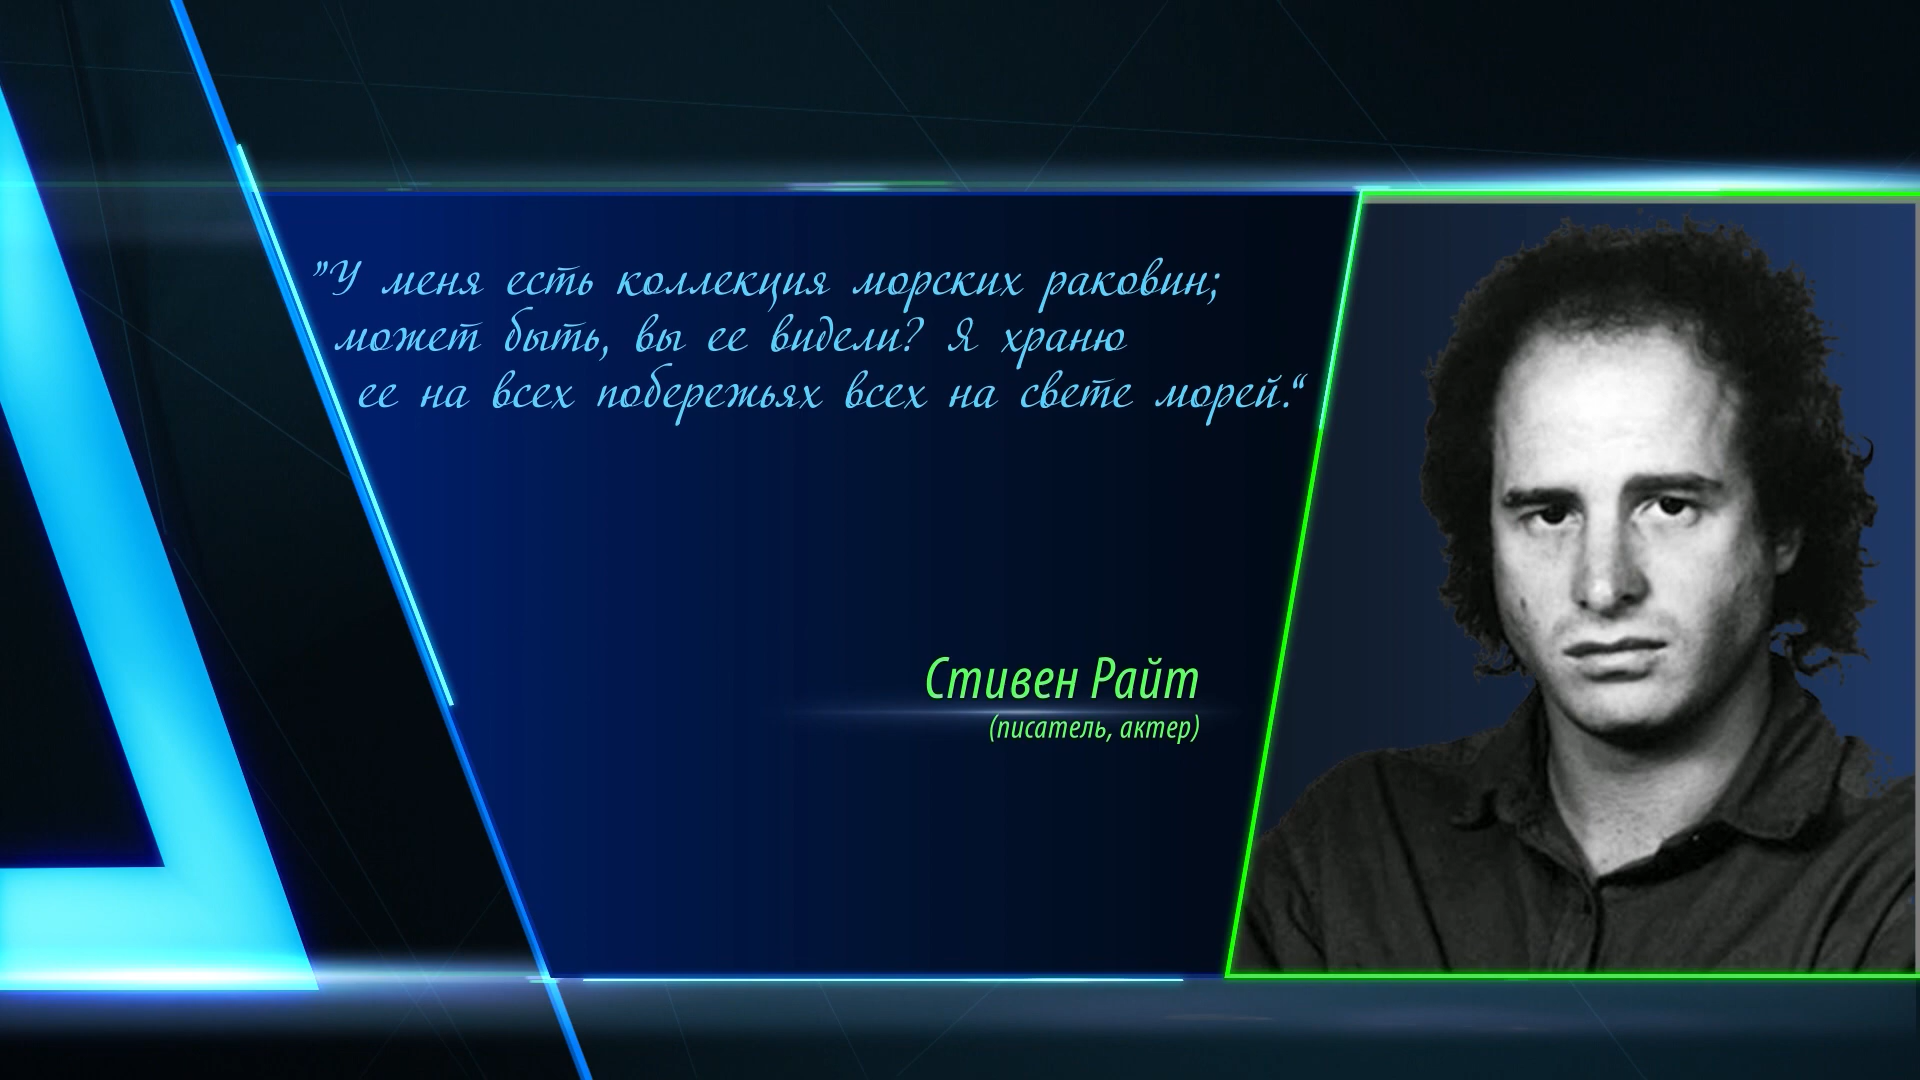 "У меня есть коллекция морских раковин;
может быть, вы ее видели? Я храню
ее на всех побережьях всех на свете морей."
Стивен Райт
(писатель, актер)